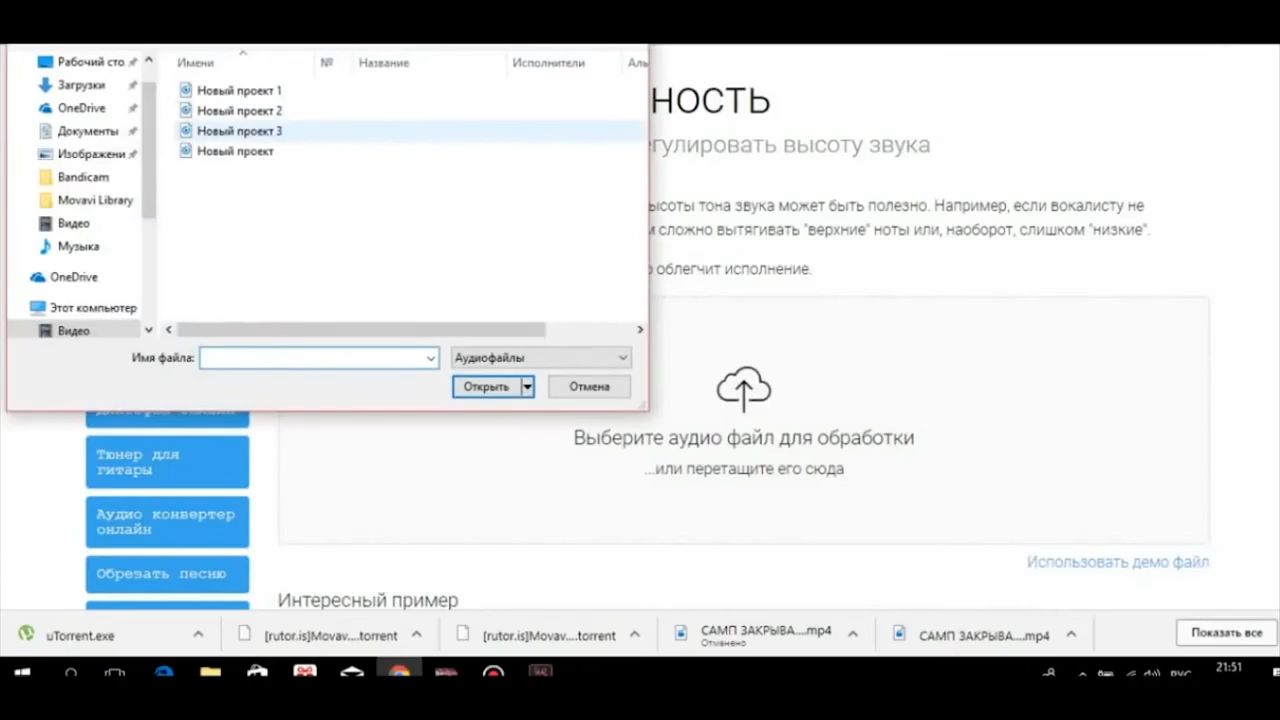 Рабочий сто
Загрузки
OneDrive
Документы
Изображени
Bandicam
Movavi Library
Видео
Музыка
OneDrive
Этот компьютер
Видео
Имени № Название Исполнители Аль
Новый проект 1
Новый проект 2
Новый проект 3
Новый проект
Имя файла: Аудиофайлы
Открыть Отмена
НОСТЬ
гулировать высоту звука
ысоты тона звука может быть полезно. Например, если вокалисту не
м сложно вытягивать "верхние" ноты или, наоборот, слишком "низкие".
о облегчит исполнение.
Выберите аудио файл для обработки
...или перетащите его сюда
Использовать демо файл
Тюнер для
гитары
Аудио конвертер
онлайн
Обрезать песню
Интересный пример
uTorrent.exe
[rutor.is]Movav....torrent
[rutor.is]Movav....torrent
САМП ЗАКРЫВА....mp4
Отменено
САМП ЗАКРЫВА....mp4
Показать все
РУС
21:51